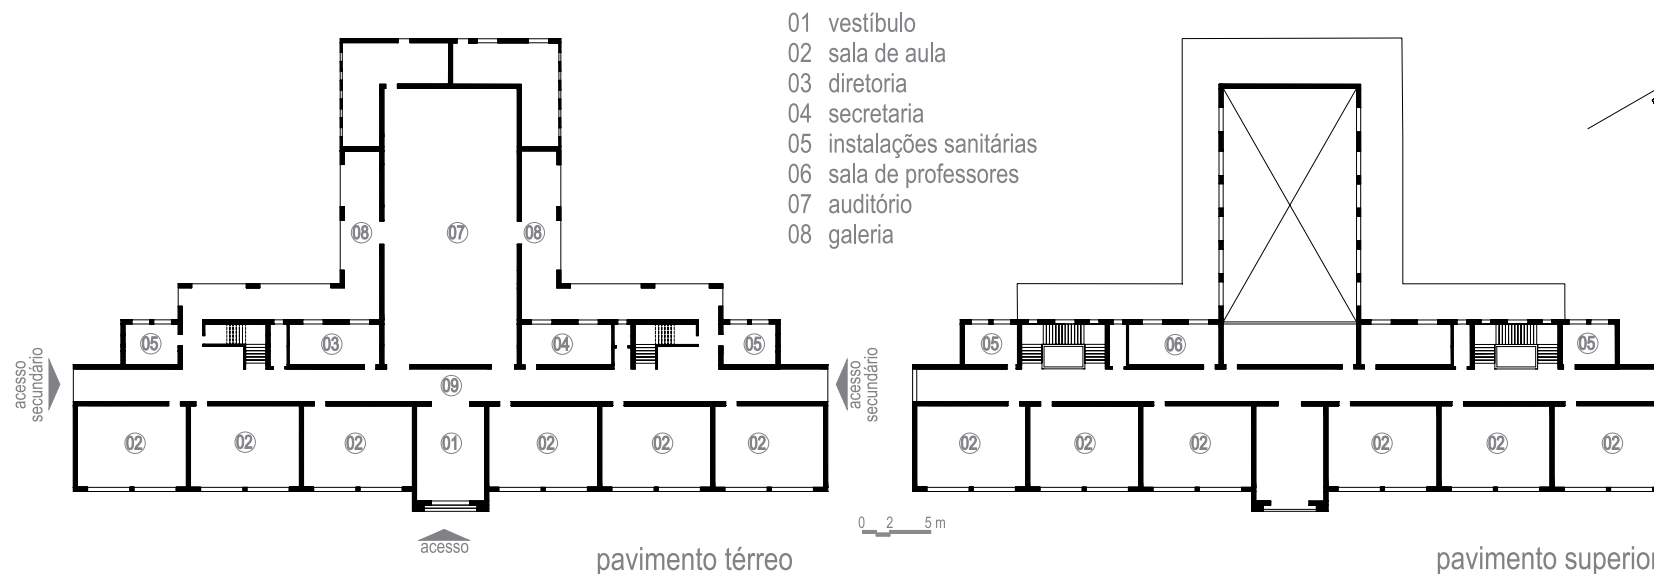 01 vestíbulo
02 sala de aula
03 diretoria
04 secretaria
05 instalações sanitárias
06 sala de professores
07 auditório
08 galeria
08
07
08
05
03
04
05
05
06
05
acesso
secundário
09
acesso
secundário
02
02
02
01
02
02
02
02
02
02
02
02
02
acesso
0 2 5 m
pavimento térreo
pavimento superior